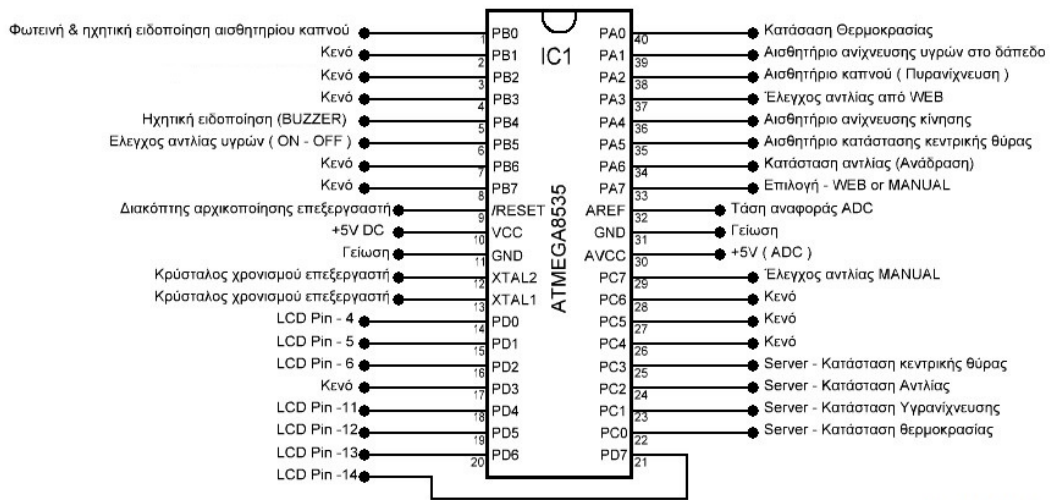 Φωτεινή & ηχητική ειδοποίηση αισθητηρίου καπνού 1 PB0 PA0 40 Κατάσαση Θερμοκρασίας
Κενό 2 PB1 IC1 PA1 39 Αισθητήριο ανίχνευσης υγρών στο δάπεδο
Κενό 3 PB2 PA2 38 Αισθητήριο καπνού ( Πυρανίχνευση )
Κενό 4 PB3 PA3 37 Έλεγχος αντλίας από WEB
Ηχητική ειδοποίηση (BUZZER) 5 PB4 PA4 36 Αισθητήριο ανίχνευσης κίνησης
Ελεγχος αντλίας υγρών ( ON - OFF ) 6 PB5 PA5 35 Αισθητήριο κατάστασης κεντρικής θύρας
Κενό 7 PB6 PA6 34 Κατάσταση αντλίας (Ανάδραση)
Κενό 8 PB7 PA7 33 Επιλογή - WEB or MANUAL
Διακόπτης αρχικοποίησης επεξεργσαστή 9 /RESET AREF 32 Τάση αναφοράς ADC
+5V DC 10 VCC GND 31 Γείωση
Γείωση 11 GND AVCC 30 +5V ( ADC )
Κρύσταλος χρονισμού επεξεργαστή 12 XTAL2 PC7 29 Έλεγχος αντλίας MANUAL
Κρύσταλος χρονισμού επεξεργαστή 13 XTAL1 PC6 28 Κενό
LCD Pin - 4 14 PD0 PC5 27 Κενό
LCD Pin - 5 15 PD1 PC4 26 Κενό
LCD Pin - 6 16 PD2 PC3 25 Server - Κατάσταση κεντρικής θύρας
Κενό 17 PD3 PC2 24 Server - Κατάσταση Αντλίας
LCD Pin -11 18 PD4 PC1 23 Server - Κατάσταση Υγρανίχνευσης
LCD Pin -12 19 PD5 PC0 22 Server - Κατάσταση θερμοκρασίας
LCD Pin -13 20 PD6 PD7 21
LCD Pin -14
ATMEGA8535